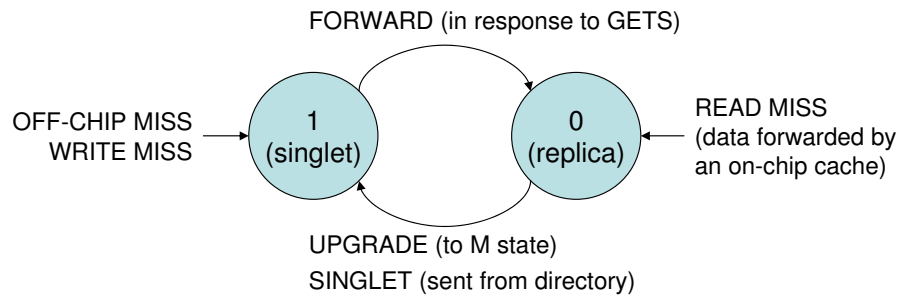 FORWARD (in response to GETS)
OFF-CHIP MISS
WRITE MISS
1
(singlet)
0
(replica)
READ MISS
(data forwarded by
an on-chip cache)
UPGRADE (to M state)
SINGLET (sent from directory)